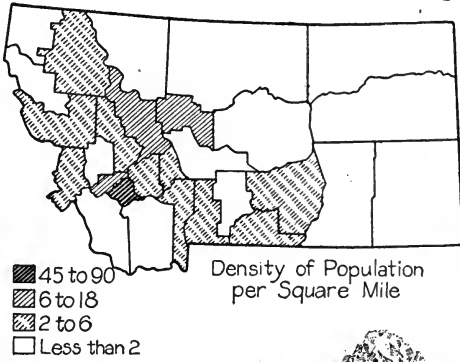 45 to 90
6 to 18
2 to 6
Less than 2
Density of Population
per Square Mile